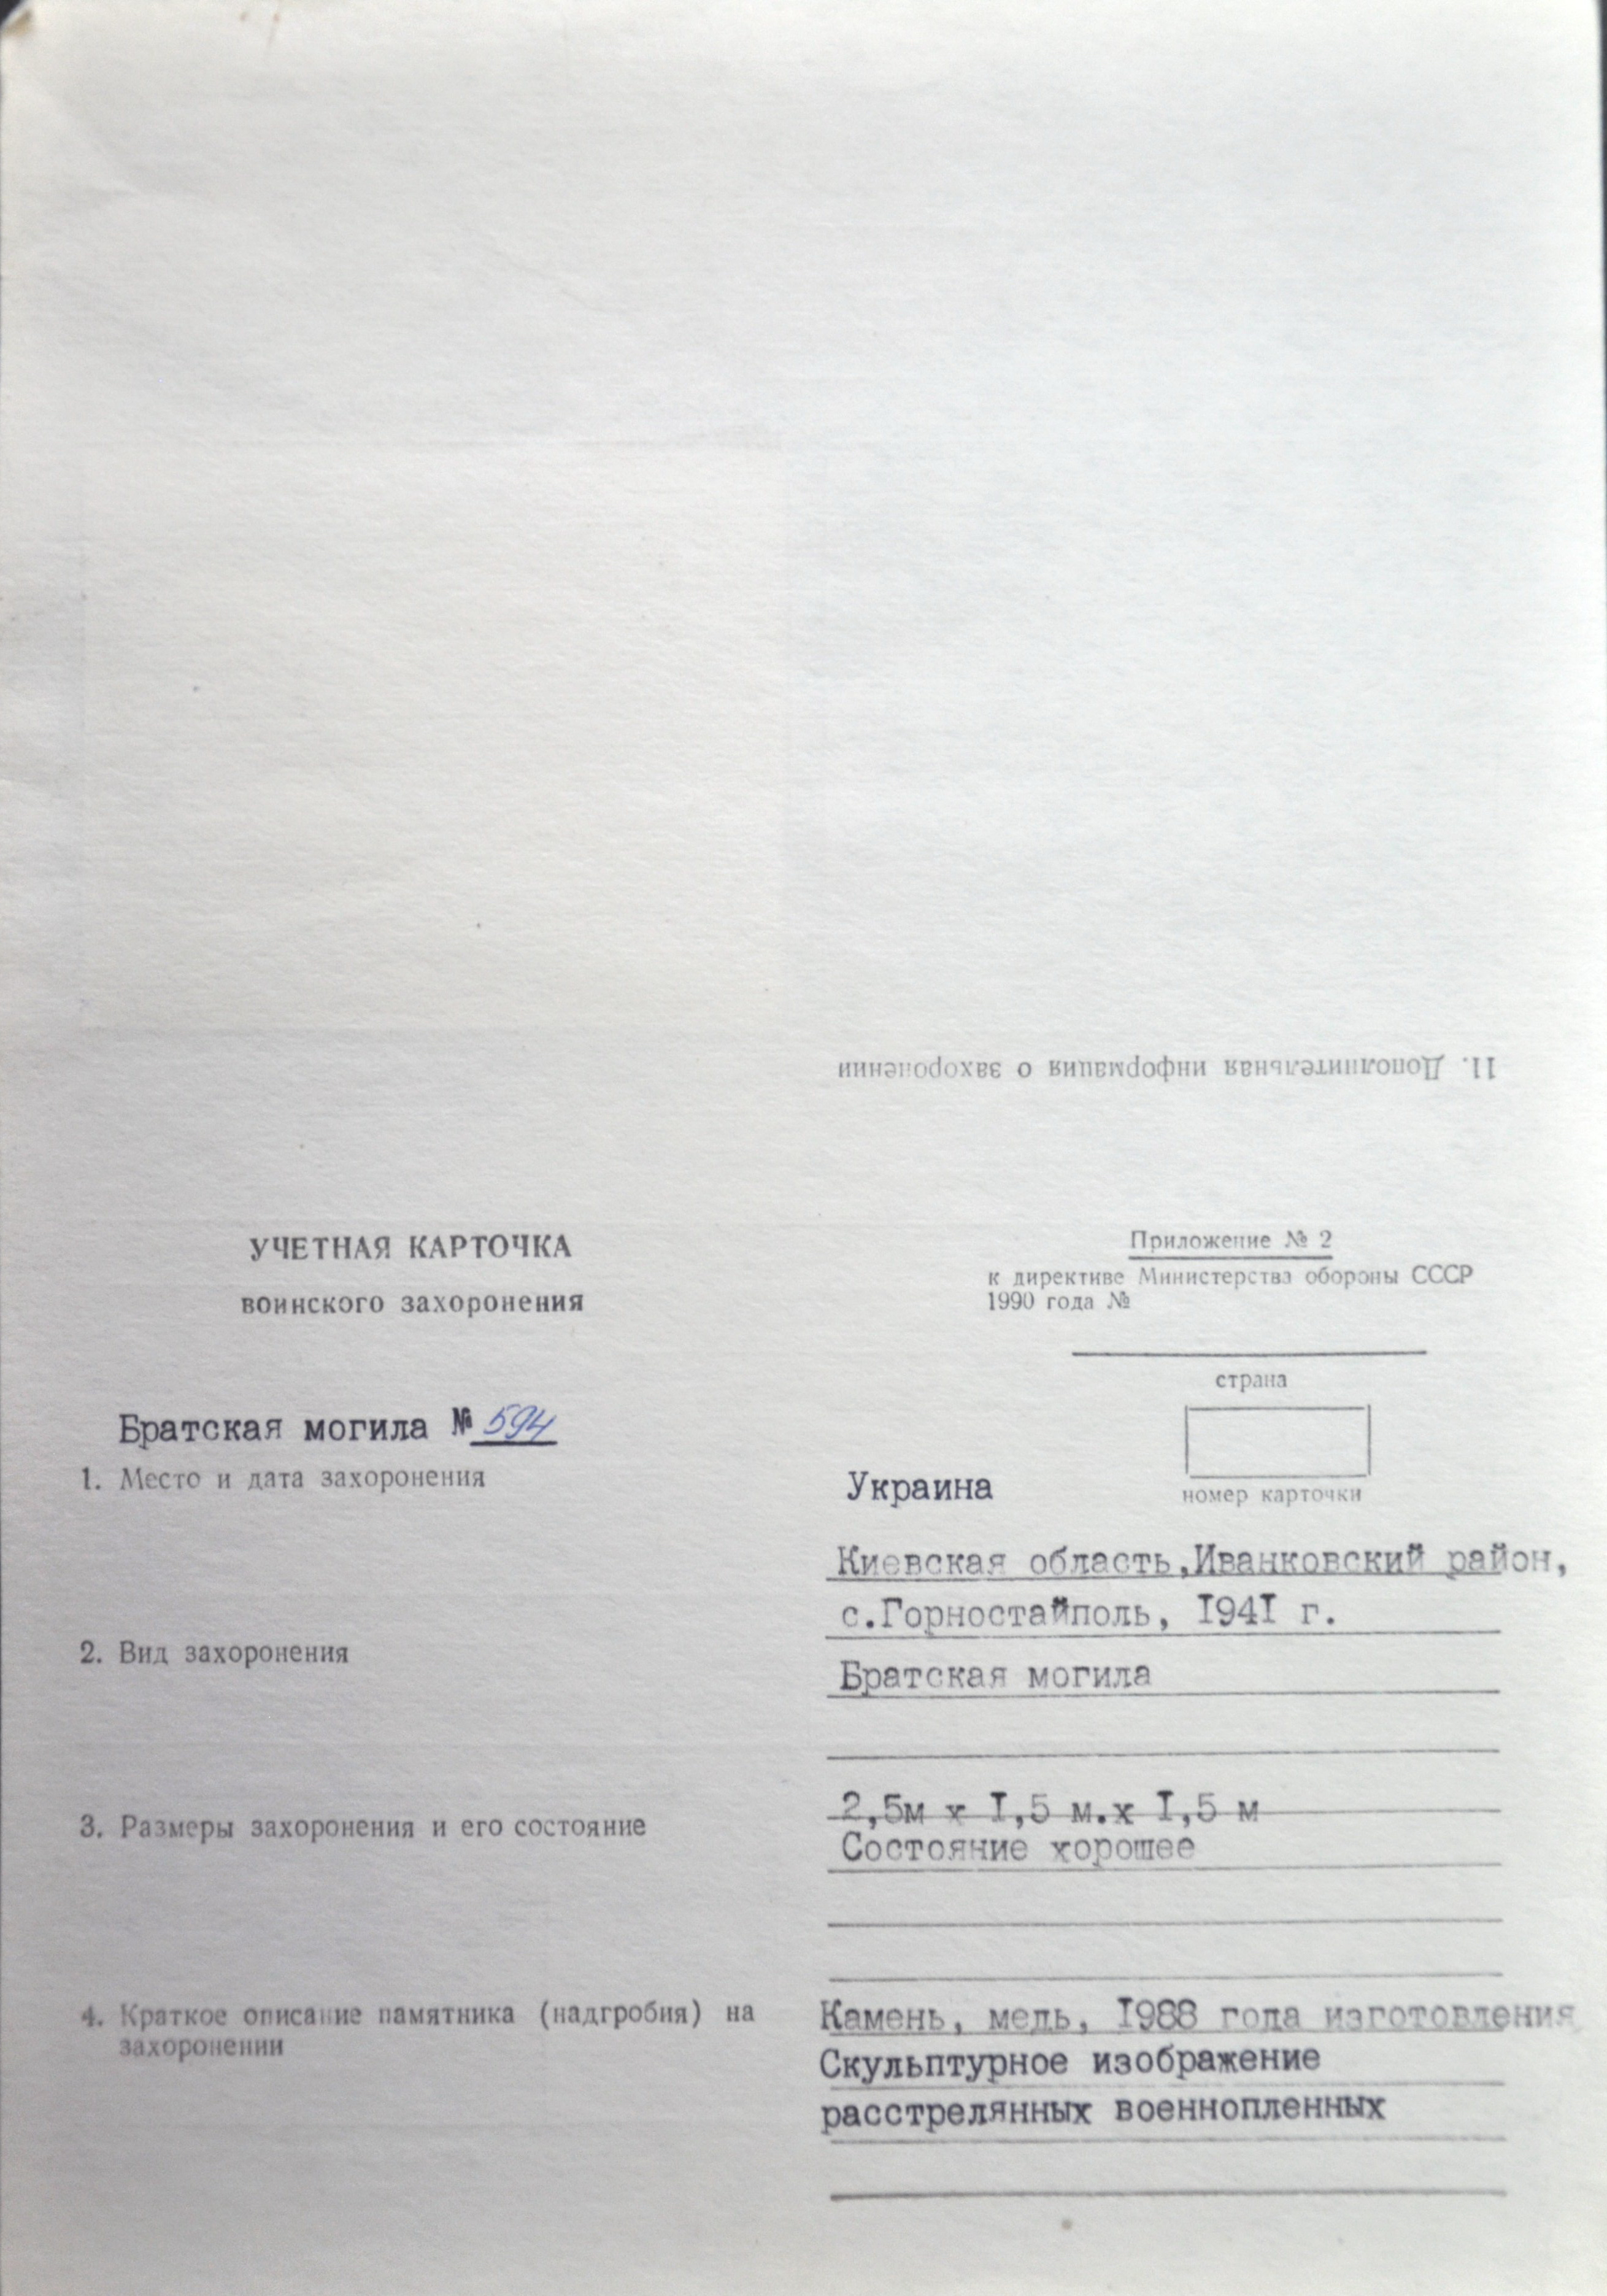 11. Дополнительная информация о захоронении
УЧЕТНАЯ КАРТОЧКА
воинского захоронения
Приложение № 2
к директиве Министерства обороны СССР
1990 года №
страна
Братская могила № 594
1. Место и дата захоронения
Украина
номер карточки
Киевская область,Иванковский район,
с.Горностайполь, I94I г.
2. Вид захоронения
Братская могила
3. Размеры захоронения и его состояние
2,5м х I,5 м.х I,5 м
Состояние хорошее
4. Краткое описание памятника (надгробия) на
захоронении
Камень, медь, I988 года изготовления
Скульптурное изображение
расстрелянных военнопленных